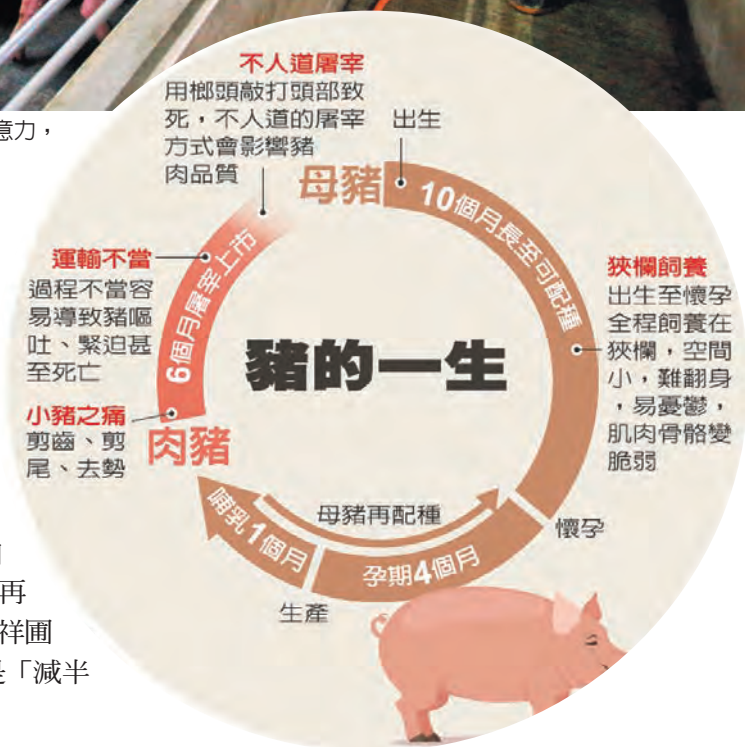 意力，
不人道屠宰
用榔頭敲打頭部致
死，不人道的屠宰
方式會影響豬
肉品質
出生
母豬
10個月長至可配種
狹欄飼養
出生至懷孕
全程飼養在
狹欄，空間
小，難翻身
，易憂鬱，
肌肉骨骼變
脆弱
運輸不當
過程不當容
易導致豬嘔
吐、緊迫甚
至死亡
6個月屠宰上市
豬的一生
小豬之痛
剪齒、剪
尾、去勢
肉豬
母豬再配種
哺乳1個月
孕期4個月
懷孕
生產
再
祥圃
是「減半